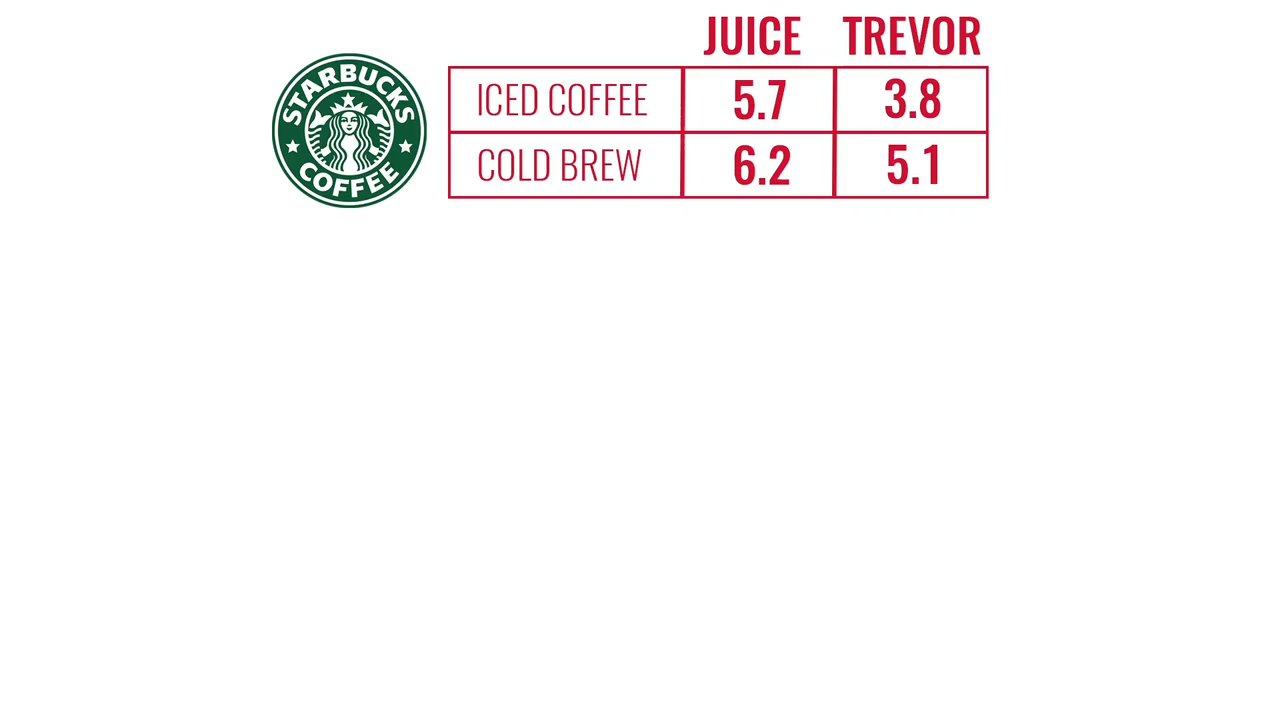 JUICE TREVOR
STARBUCKS
COFFEE
ICED COFFEE 5.7 3.8
COLD BREW 6.2 5.1